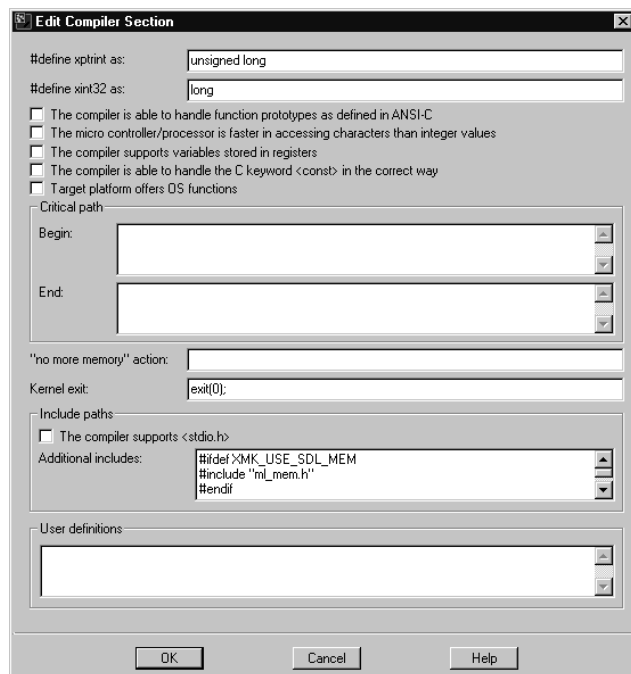 Edit Compiler Section
#define xptrint as: unsigned long
#define xint32 as: long
The compiler is able to handle function prototypes as defined in ANSI-C
The micro controller/processor is faster in accessing characters than integer values
The compiler supports variables stored in registers
The compiler is able to handle the C keyword <const> in the correct way
Target platform offers OS functions
Critical path
Begin:
End:
"no more memory" action:
Kernel exit: exit(0);
Include paths
The compiler supports <stdio.h>
Additional includes: #ifdef XMK_USE_SDL_MEM
#include "ml_mem.h"
#endif
User definitions
OK Cancel Help